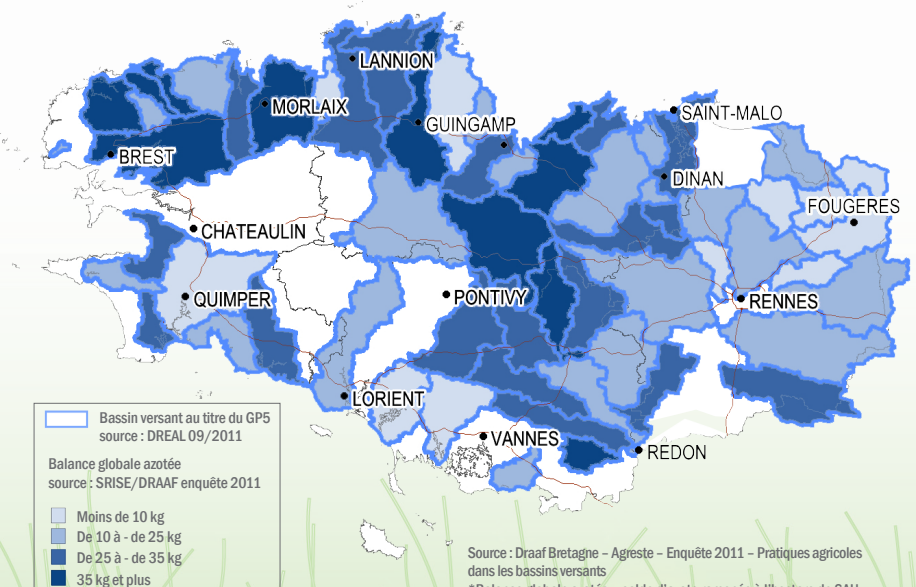 LANNION
MORLAIX
GUINGAMP
SAINT-MALO
BREST
DINAN
FOUGERES
CHATEAULIN
QUIMPER
PONTIVY
RENNES
LORIENT
VANNES
REDON
Bassin versant au titre du GP5
source : DREAL 09/2011
Balance globale azotée
source : SRISE/DRAAF enquête 2011
Moins de 10 kg
De 10 à - de 25 kg
De 25 à - de 35 kg
35 kg et plus
Source : Draaf Bretagne – Agreste – Enquête 2011 – Pratiques agricoles
dans les bassins versants